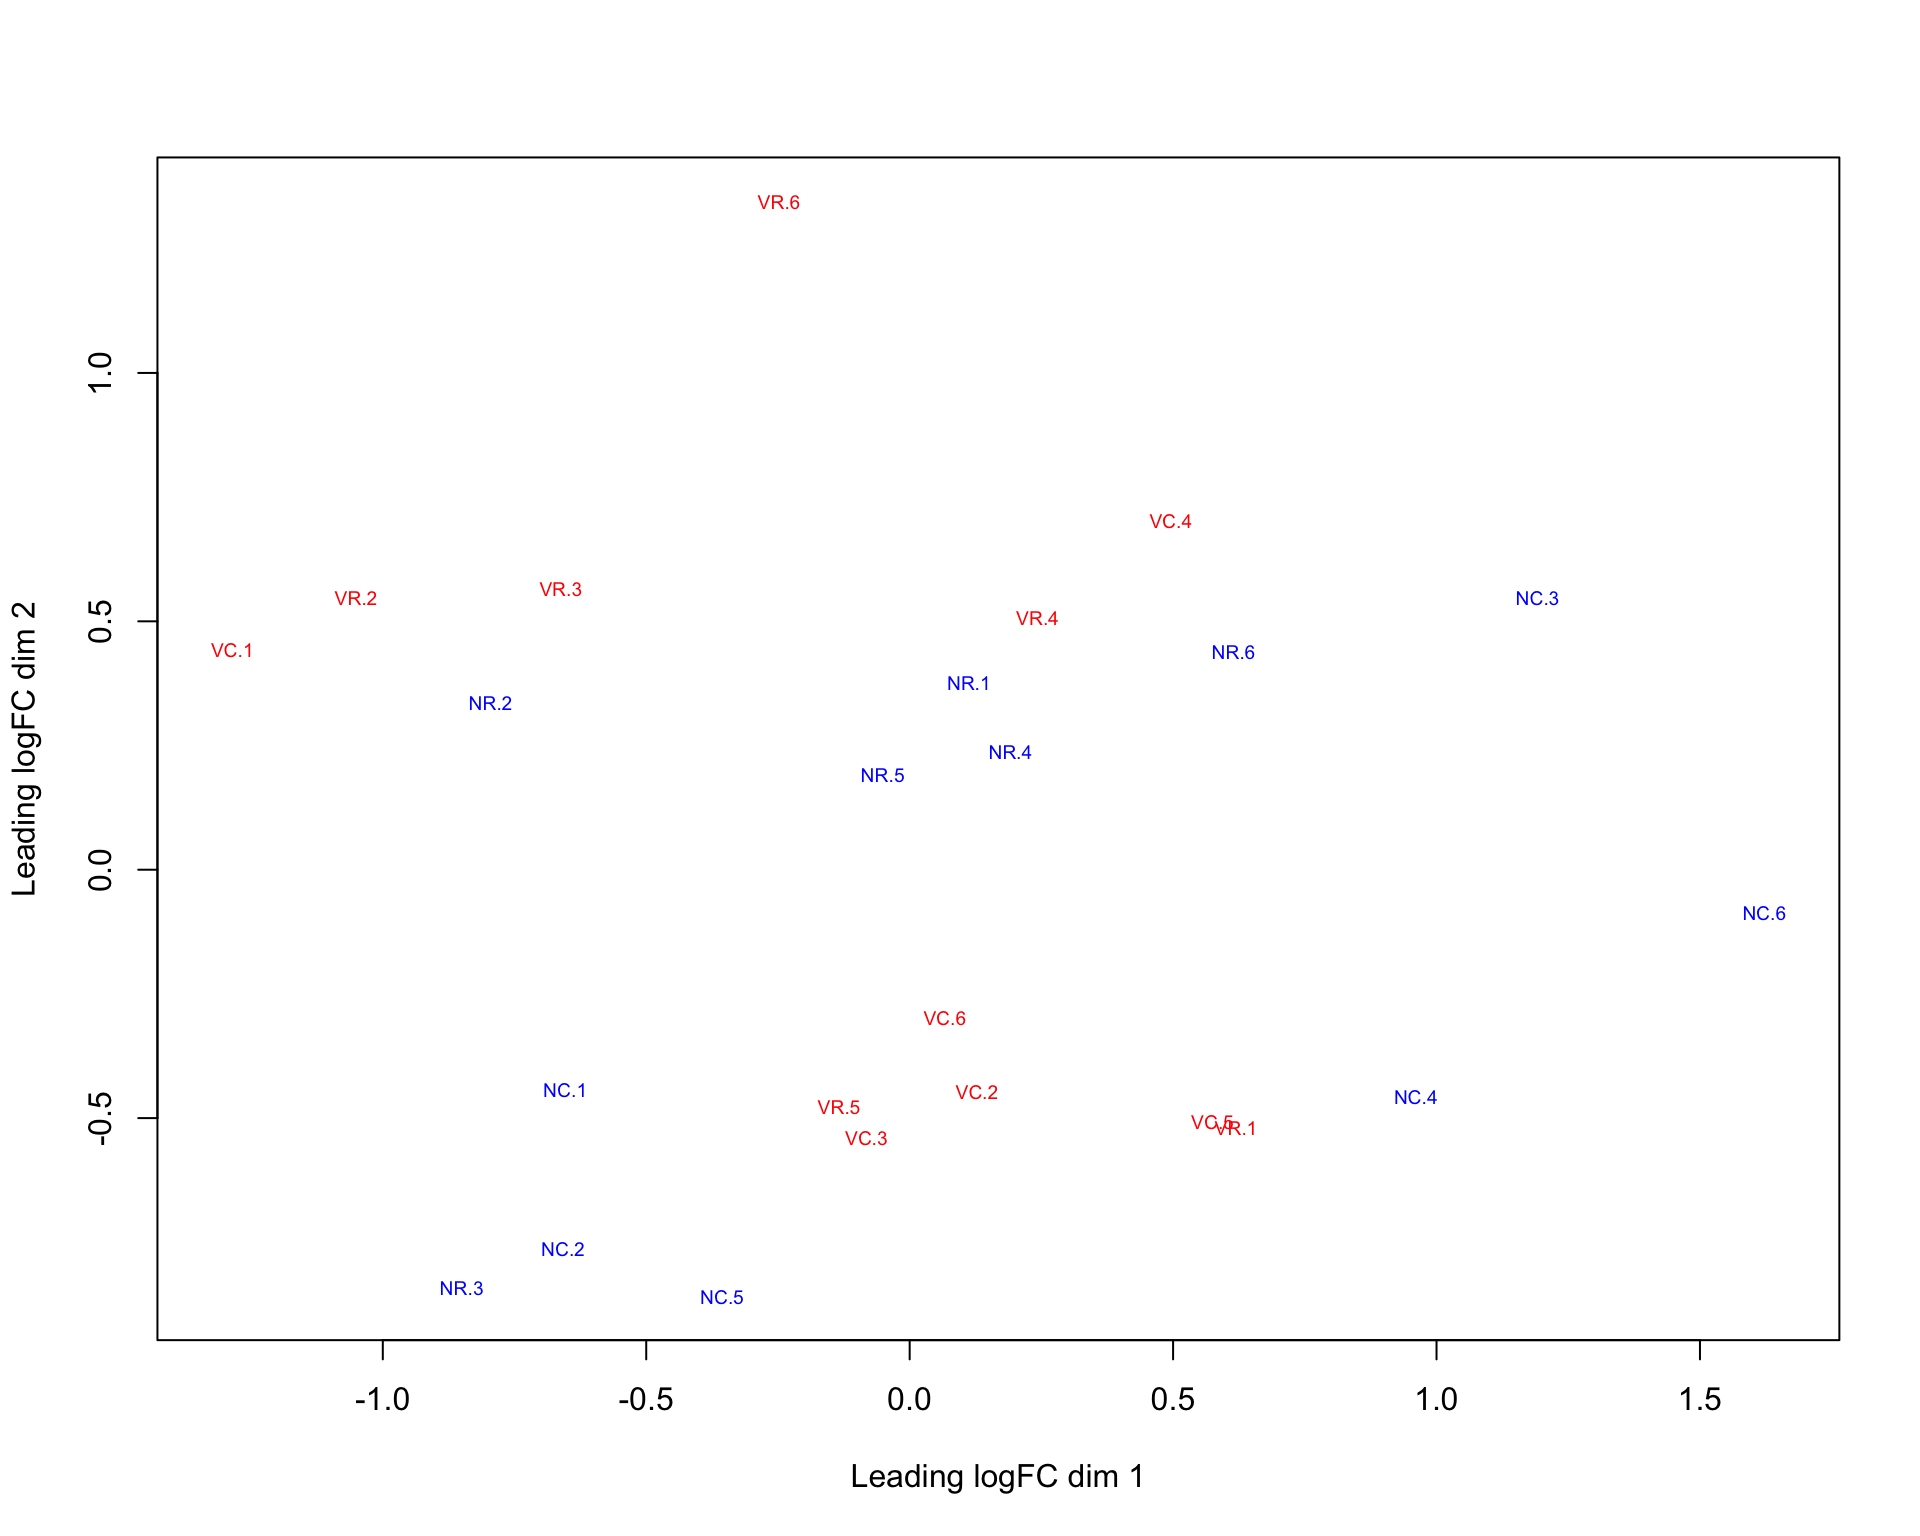 VR.6
1.0
VC.4
VR.3
VR.2
NC.3
0.5
VR.4
VC.1
NR.6
NR.1
NR.2
NR.4
NR.5
Leading logFC dim 2
0.0
NC.6
VC.6
NC.1
VC.2
NC.4
VR.5
-0.5
VC.5
VR.1
VC.3
NC.2
NR.3
NC.5
-1.0 -0.5 0.0 0.5 1.0 1.5
Leading logFC dim 1